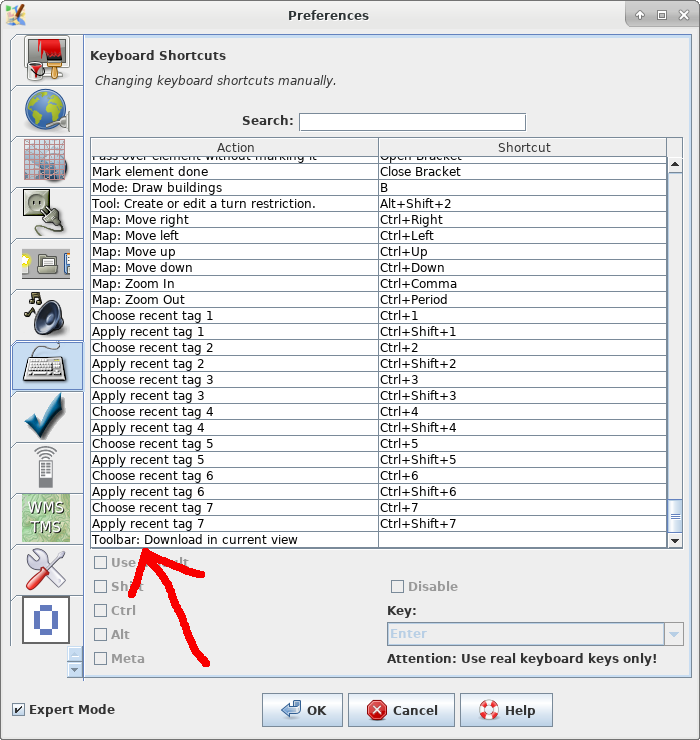 Preferences
Keyboard Shortcuts
Changing keyboard shortcuts manually.
Search:
Action Shortcut
Pass over element without marking it Open Bracket
Mark element done Close Bracket
Mode: Draw buildings B
Tool: Create or edit a turn restriction. Alt+Shift+2
Map: Move right Ctrl+Right
Map: Move left Ctrl+Left
Map: Move up Ctrl+Up
Map: Move down Ctrl+Down
Map: Zoom In Ctrl+Comma
Map: Zoom Out Ctrl+Period
Choose recent tag 1 Ctrl+1
Apply recent tag 1 Ctrl+Shift+1
Choose recent tag 2 Ctrl+2
Apply recent tag 2 Ctrl+Shift+2
Choose recent tag 3 Ctrl+3
Apply recent tag 3 Ctrl+Shift+3
Choose recent tag 4 Ctrl+4
Apply recent tag 4 Ctrl+Shift+4
Choose recent tag 5 Ctrl+5
Apply recent tag 5 Ctrl+Shift+5
Choose recent tag 6 Ctrl+6
Apply recent tag 6 Ctrl+Shift+6
Choose recent tag 7 Ctrl+7
Apply recent tag 7 Ctrl+Shift+7
WMS
TMS
Toolbar: Download in current view
Use default
Shift Disable
Ctrl Key:
Alt Enter
Meta Attention: Use real keyboard keys only!
Expert Mode OK Cancel Help